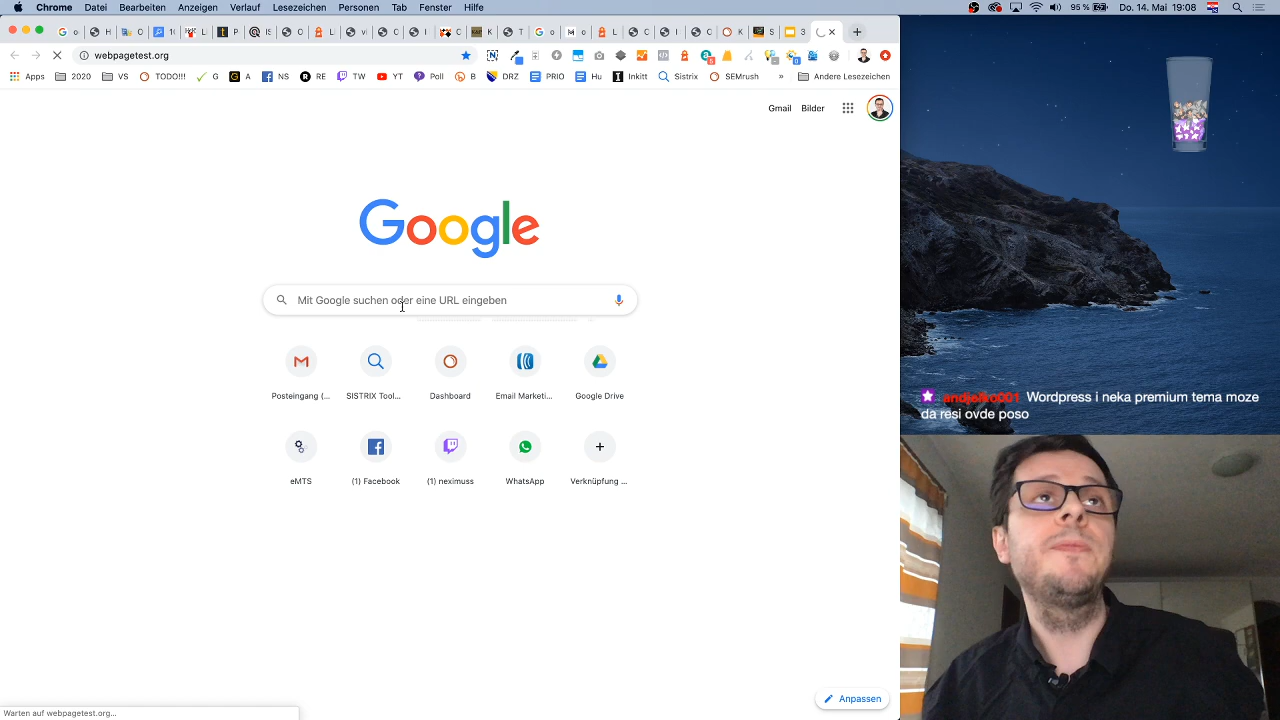 Chrome Datei Bearbeiten Anzeigen Verlauf Lesezeichen Personen Tab Fenster Hilfe
95 % Do. 14. Mai 19:08
webpagetest.org
Apps 2020 VS TODO!!! G A NS RE TW YT Poll B DRZ PRIO Hu Inkitt Sistrix SEMrush » Andere Lesezeichen
Gmail Bilder
Google
Mit Google suchen oder eine URL eingeben
Posteingang (... SISTRIX Tool... Dashboard Email Marketi... Google Drive
eMTS (1) Facebook (1) neximuss WhatsApp Verknüpfung ...
Anpassen
Warten auf webpagetest.org...
andjelko001 Wordpress i neka premium tema moze
da resi ovde poso